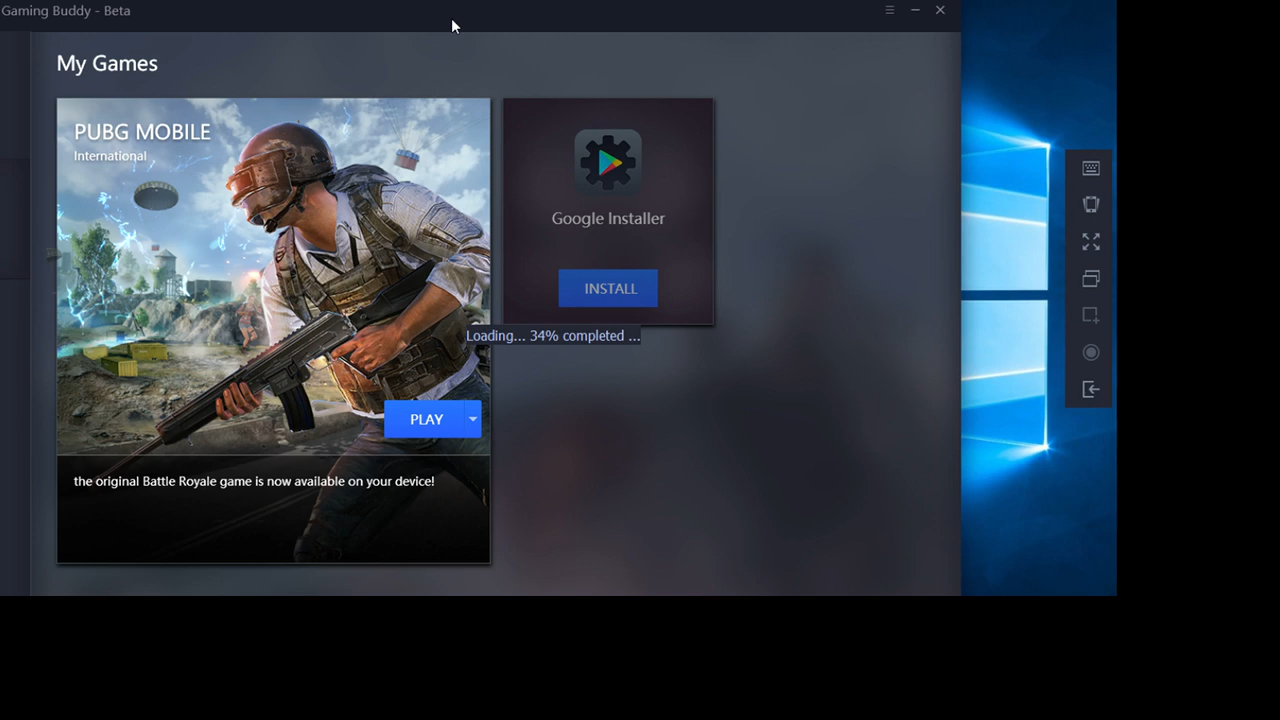 Gaming Buddy - Beta
My Games
PUBG MOBILE
International
Google Installer
INSTALL
Loading... 34% completed ...
PLAY
the original Battle Royale game is now available on your device!